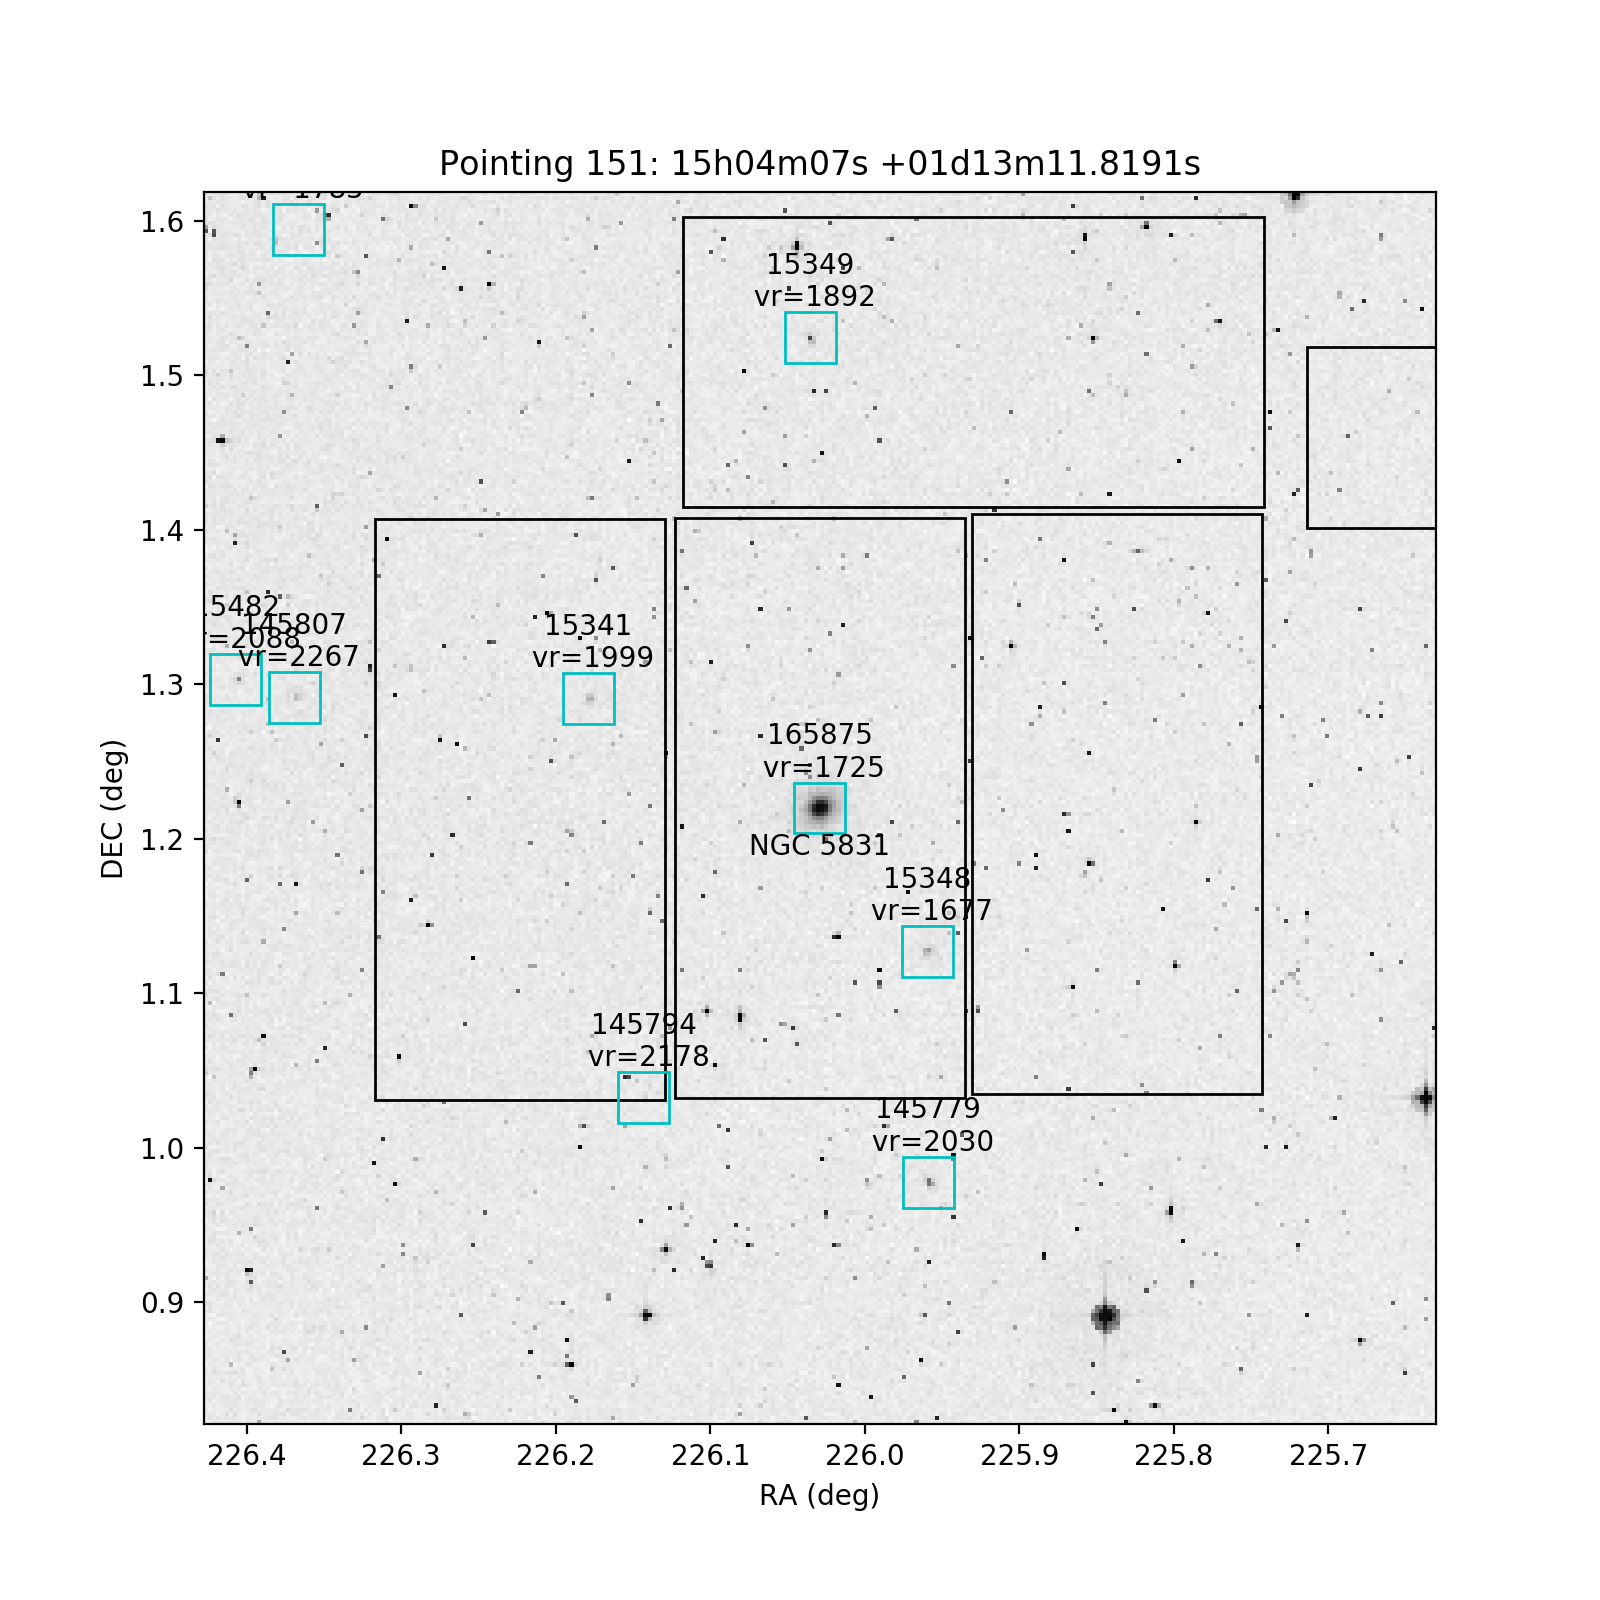 Pointing 151: 15h04m07s +01d13m11.8191s
1.6
15349
vr=1892
1.5
1.4
5482
r=2088
145807
vr=2267
15341
vr=1999
1.3
165875
vr=1725
NGC 5831
1.2
15348
vr=1677
1.1
145794
vr=2178
145779
vr=2030
1.0
0.9
DEC (deg)
226.4 226.3 226.2 226.1 226.0 225.9 225.8 225.7
RA (deg)